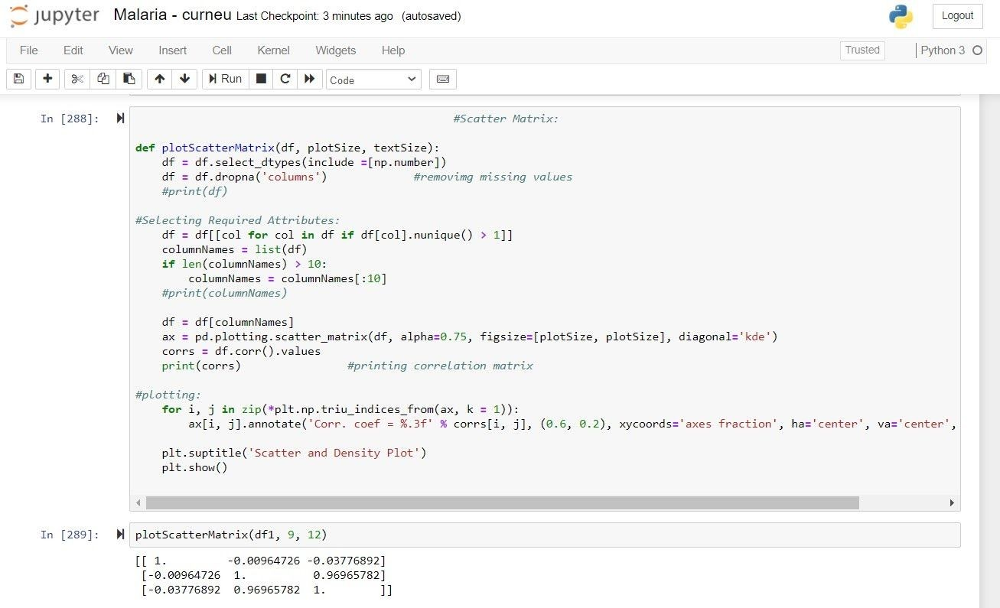 jupyter Malaria - curneu Last Checkpoint: 3 minutes ago (autosaved) Logout
File Edit View Insert Cell Kernel Widgets Help Trusted Python 3
Run Code
In [288]: #Scatter Matrix:
def plotScatterMatrix(df, plotSize, textSize):
    df = df.select_dtypes(include =[np.number])
    df = df.dropna('columns')             #removimg missing values
    #print(df)
#Selecting Required Attributes:
    df = df[[col for col in df if df[col].nunique() > 1]]
    columnNames = list(df)
    if len(columnNames) > 10:
        columnNames = columnNames[:10]
    #print(columnNames)
    df = df[columnNames]
    ax = pd.plotting.scatter_matrix(df, alpha=0.75, figsize=[plotSize, plotSize], diagonal='kde')
    corrs = df.corr().values
    print(corrs)                #printing correlation matrix
#plotting:
    for i, j in zip(*plt.np.triu_indices_from(ax, k = 1)):
        ax[i, j].annotate('Corr. coef = %.3f' % corrs[i, j], (0.6, 0.2), xycoords='axes fraction', ha='center', va='center',
    plt.suptitle('Scatter and Density Plot')
    plt.show()
In [289]: plotScatterMatrix(df1, 9, 12)
[[ 1.         -0.00964726 -0.03776892]
 [-0.00964726  1.          0.96965782]
 [-0.03776892  0.96965782  1.        ]]